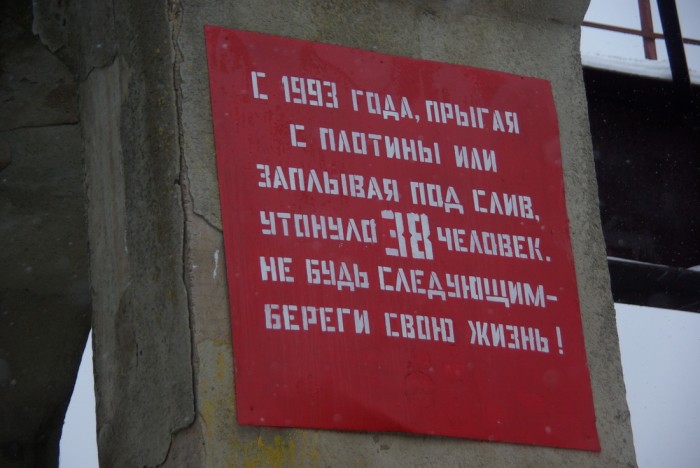 С 1993 ГОДА, ПРЫГАЯ
С ПЛОТИНЫ ИЛИ
ЗАПЛЫВАЯ ПОД СЛИВ,
УТОНУЛО 38 ЧЕЛОВЕК.
НЕ БУДЬ СЛЕДУЮЩИМ-
БЕРЕГИ СВОЮ ЖИЗНЬ!